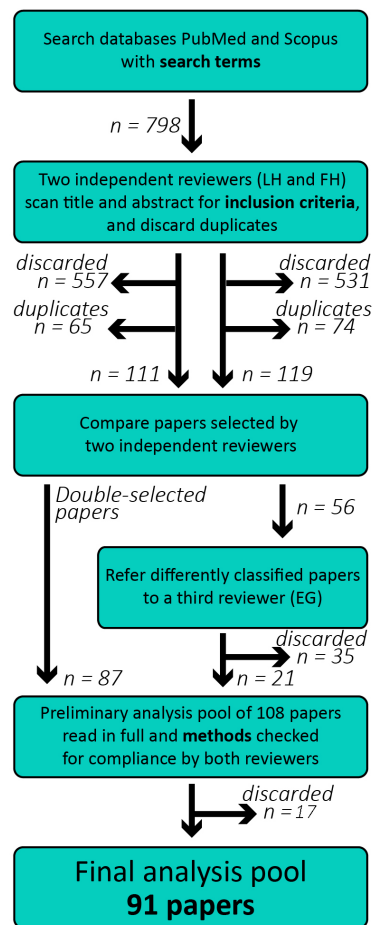 Search databases PubMed and Scopus
with search terms
n = 798
Two independent reviewers (LH and FH)
scan title and abstract for inclusion criteria,
and discard duplicates
discarded
n = 557
discarded
n = 531
duplicates
n = 65
duplicates
n = 74
n = 111
n = 119
Compare papers selected by
two independent reviewers
Double-selected
papers
n = 56
Refer differently classified papers
to a third reviewer (EG)
discarded
n = 35
n = 87
n = 21
Preliminary analysis pool of 108 papers
read in full and methods checked
for compliance by both reviewers
discarded
n = 17
Final analysis pool
91 papers